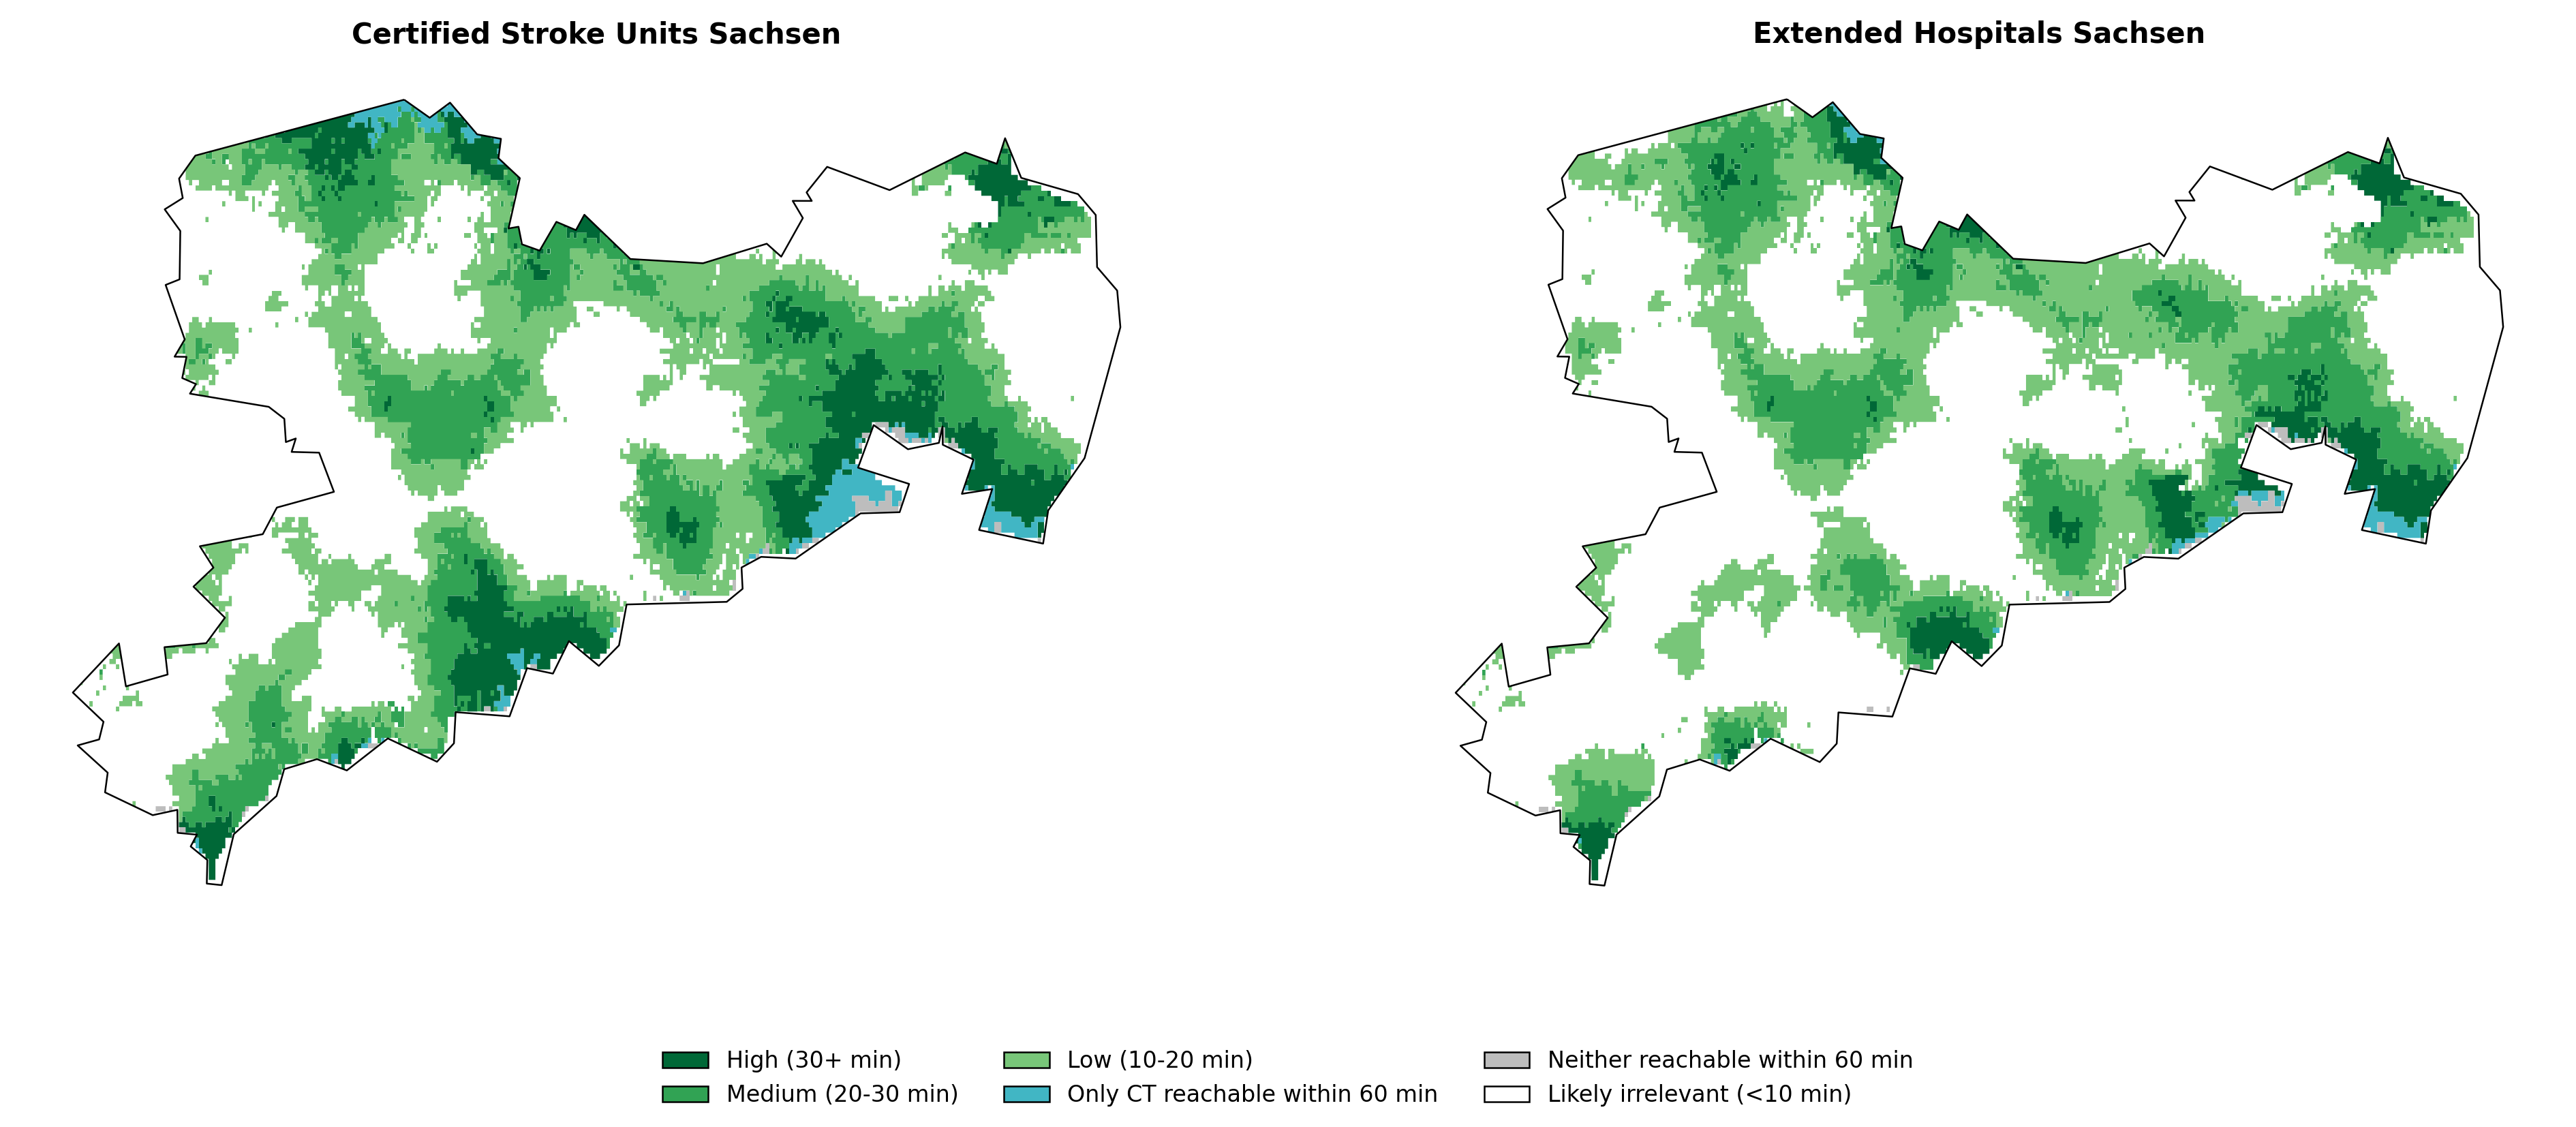 Certified Stroke Units Sachsen
Extended Hospitals Sachsen
High (30+ min)
Medium (20-30 min)
Low (10-20 min)
Only CT reachable within 60 min
Neither reachable within 60 min
Likely irrelevant (<10 min)